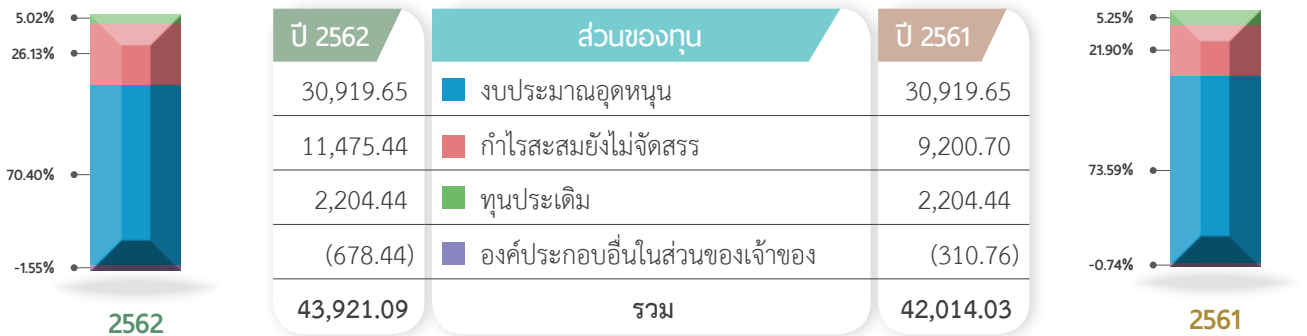 5.02%
26.13%
70.40%
-1.55%
2562
ปี 2562 ส่วนของทุน ปี 2561
30,919.65 งบประมาณอุดหนุน 30,919.65
11,475.44 กำไรสะสมยังไม่จัดสรร 9,200.70
2,204.44 ทุนประเดิม 2,204.44
(678.44) องค์ประกอบอื่นในส่วนของเจ้าของ (310.76)
43,921.09 รวม 42,014.03
5.25%
21.90%
73.59%
-0.74%
2561